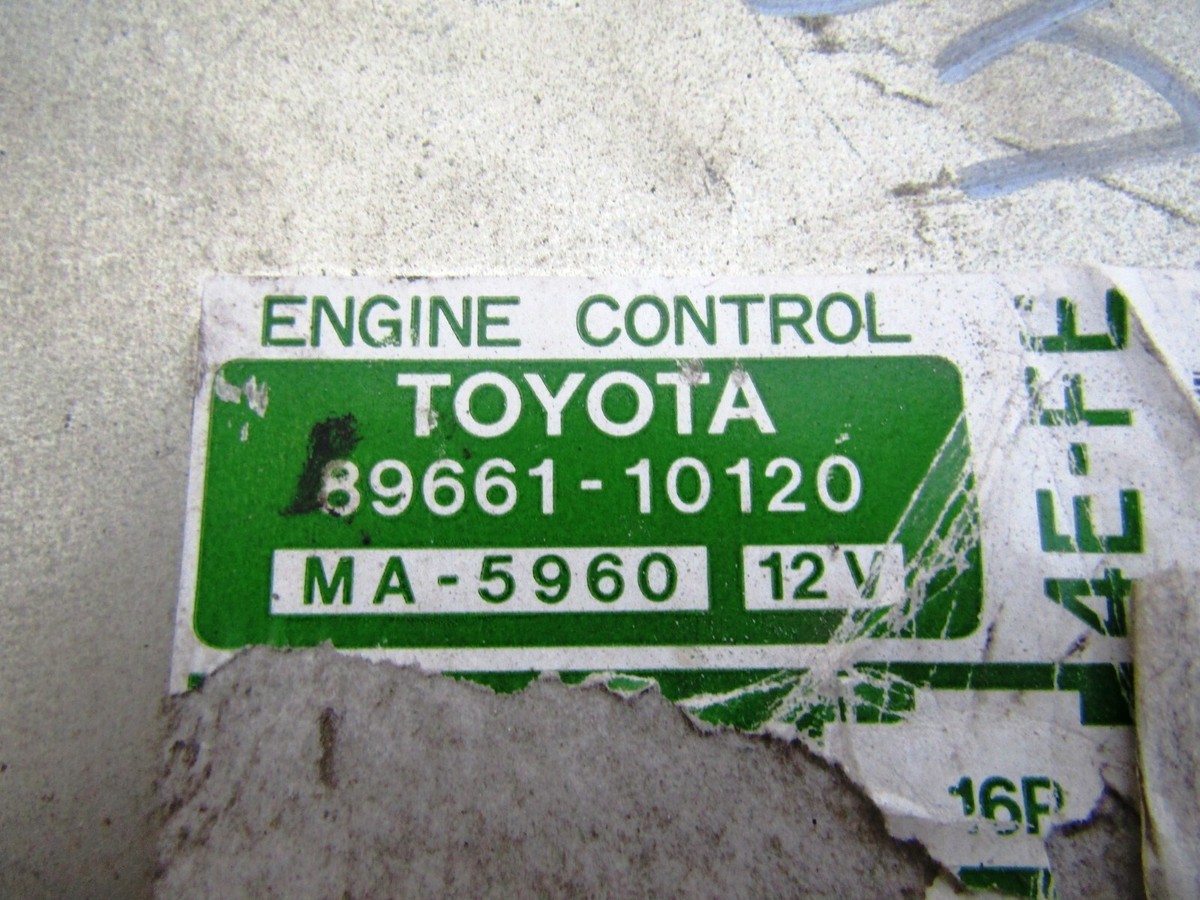 ENGINE CONTROL
TOYOTA
89661-10120
MA-5960 12V
4E-FE
16P